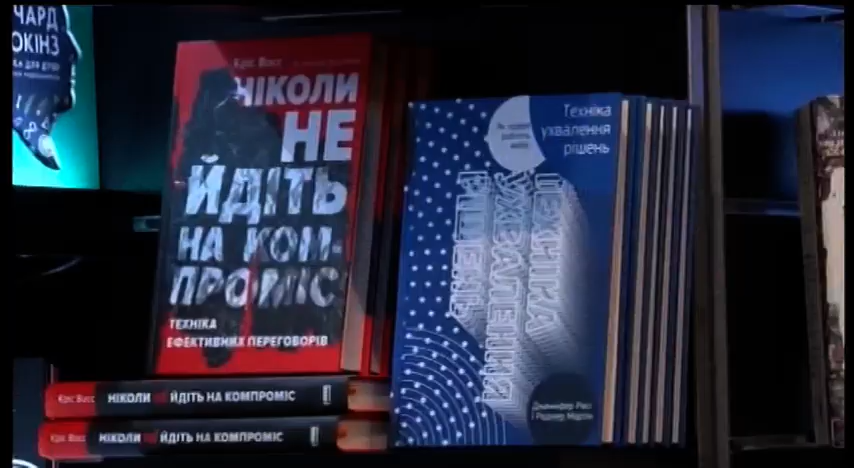 ЧАРД
ОКІНЗ
Кріс Восс
НІКОЛИ
НЕ
ЙДІТЬ
НА КОМ-
ПРОМІС
ТЕХНІКА
ЕФЕКТИВНИХ ПЕРЕГОВОРІВ
Техніка
ухвалення
рішень
ТЕХНІКА
УХВАЛЕННЯ
РІШЕНЬ
Кріс Восс НІКОЛИ НЕ ЙДІТЬ НА КОМПРОМІС
Кріс Восс НІКОЛИ НЕ ЙДІТЬ НА КОМПРОМІС